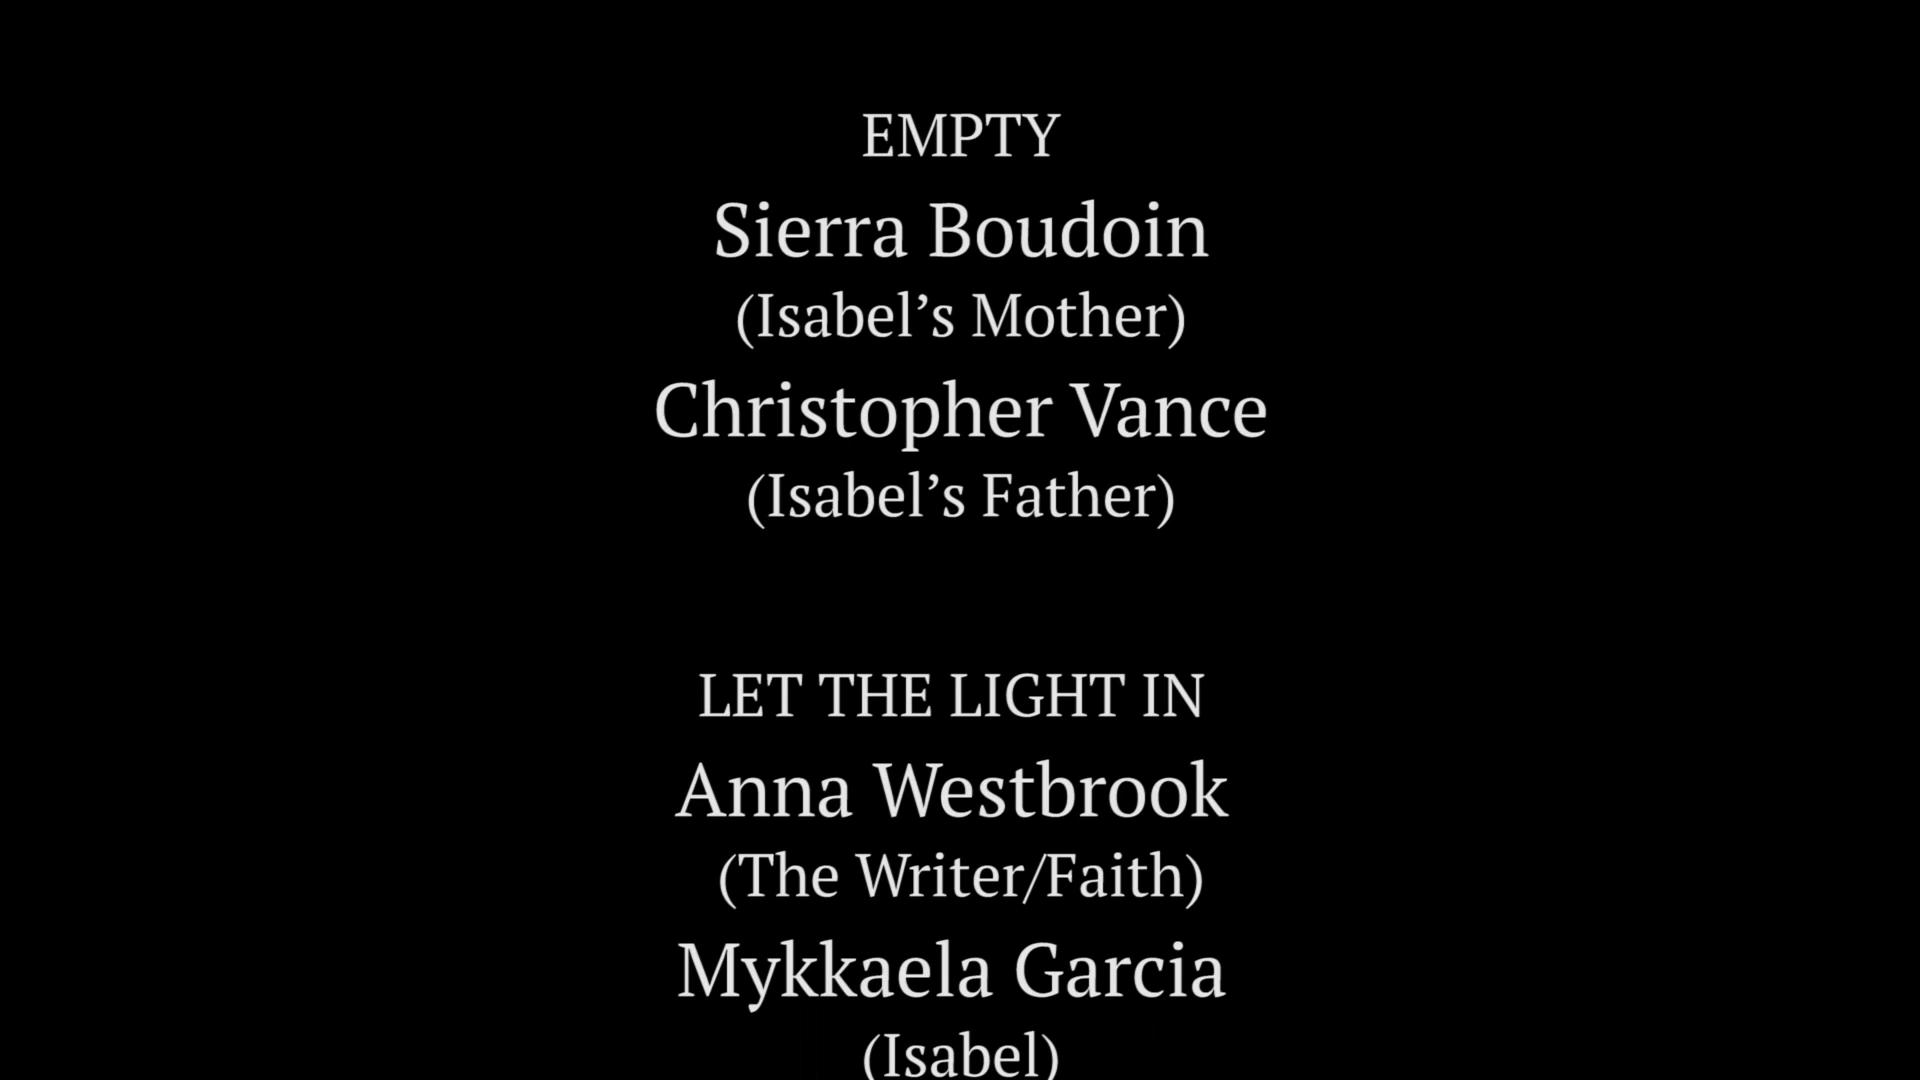 EMPTY
Sierra Boudoin
(Isabel’s Mother)
Christopher Vance
(Isabel’s Father)
LET THE LIGHT IN
Anna Westbrook
(The Writer/Faith)
Mykkaela Garcia
(Isabel)